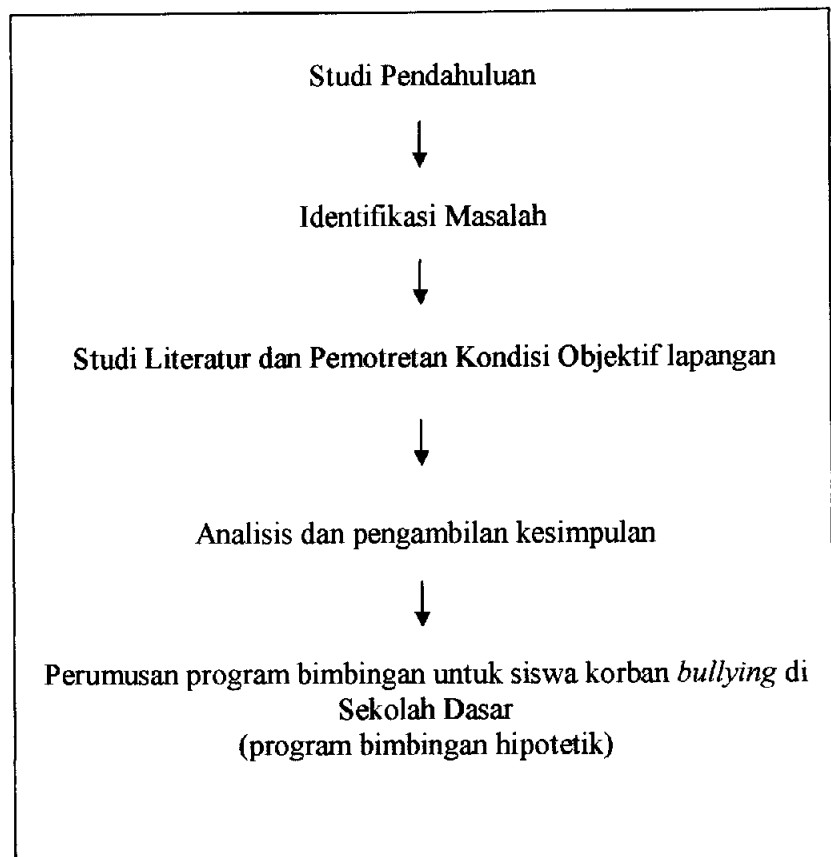 Studi Pendahuluan
Identifikasi Masalah
Studi Literatur dan Pemotretan Kondisi Objektif lapangan
Analisis dan pengambilan kesimpulan
Perumusan program bimbingan untuk siswa korban bullying di
Sekolah Dasar
(program bimbingan hipotetik)